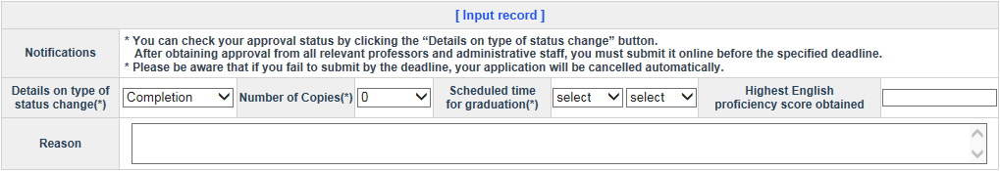 [ Input record ]
Notifications
* You can check your approval status by clicking the “Details on type of status change” button.
After obtaining approval from all relevant professors and administrative staff, you must submit it online before the specified deadline.
* Please be aware that if you fail to submit by the deadline, your application will be cancelled automatically.
Details on type of
status change(*)
Completion
Number of Copies(*)
0
Scheduled time
for graduation(*)
select
select
Highest English
proficiency score obtained
Reason